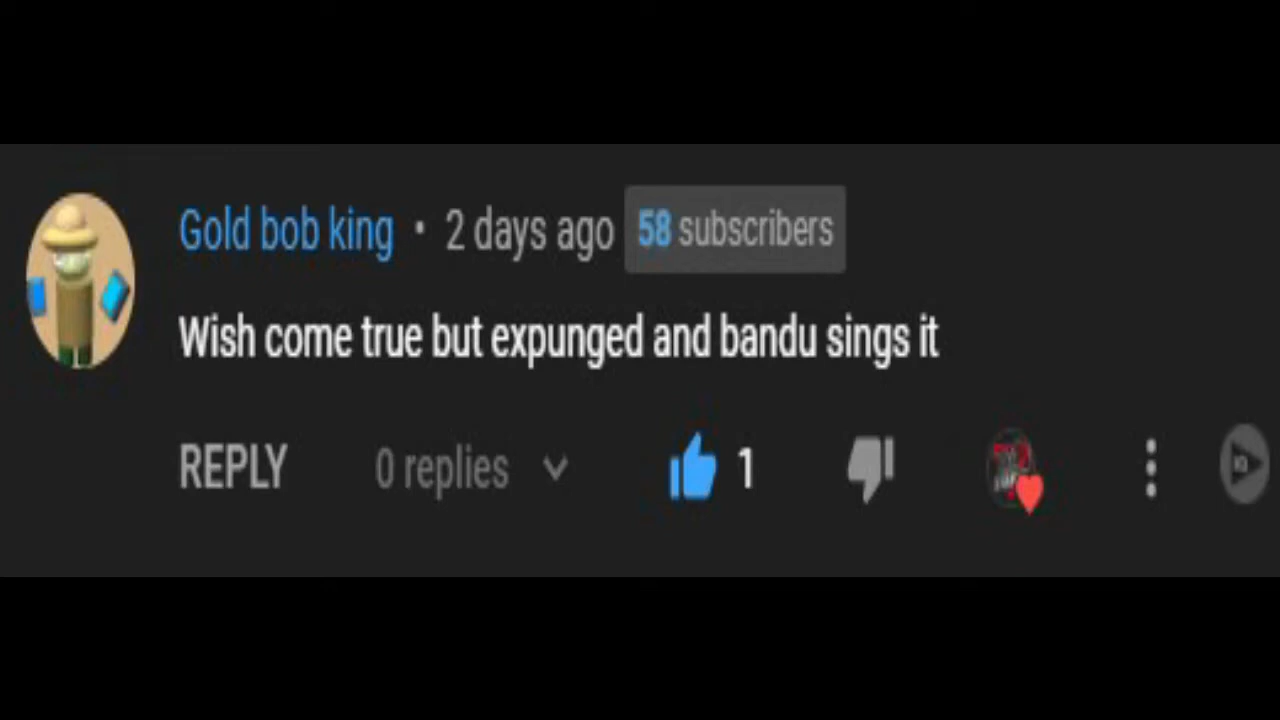 Gold bob king · 2 days ago 58 subscribers
Wish come true but expunged and bandu sings it
REPLY 0 replies 1